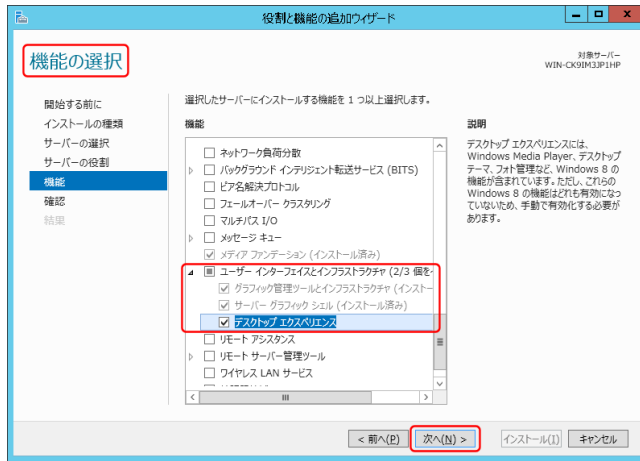 役割と機能の追加ウィザード
機能の選択
対象サーバー
WIN-CK9IM3JP1HP
開始する前に
インストールの種類
サーバーの選択
サーバーの役割
機能
確認
結果
選択したサーバーにインストールする機能を 1 つ以上選択します。
機能
ネットワーク負荷分散
バックグラウンド インテリジェント転送サービス (BITS)
ピア名解決プロトコル
フェールオーバー クラスタリング
マルチパス I/O
メッセージ キュー
メディア ファンデーション (インストール済み)
ユーザー インターフェイスとインフラストラクチャ (2/3 個を
グラフィック管理ツールとインフラストラクチャ (インストー
サーバー グラフィック シェル (インストール済み)
デスクトップ エクスペリエンス
リモート アシスタンス
リモート サーバー管理ツール
ワイヤレス LAN サービス
説明
デスクトップ エクスペリエンスには、
Windows Media Player、デスクトップ
テーマ、フォト管理など、Windows 8 の
機能が含まれています。ただし、これらの
Windows 8 の機能はどれも有効になっ
ていないため、手動で有効化する必要が
あります。
< 前へ(P)
次へ(N) >
インストール(I)
キャンセル